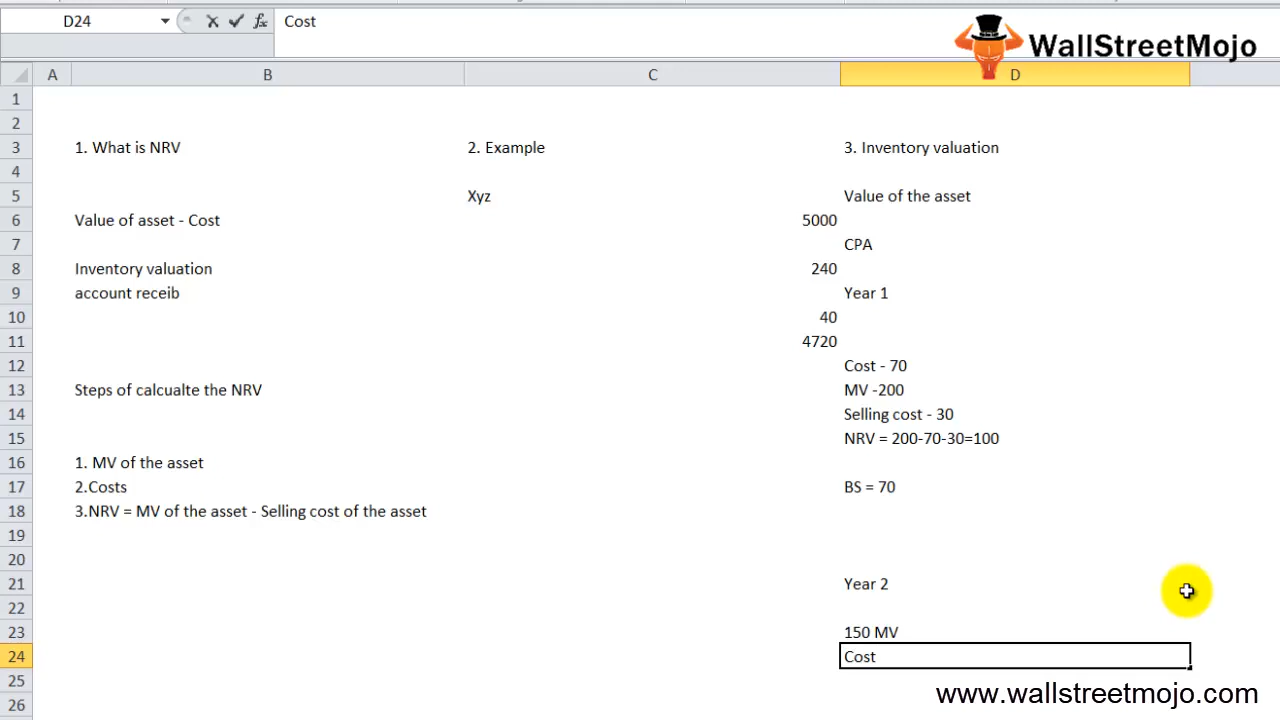 D24 fx Cost
WallStreetMojo
A B C D
1
2
3 1. What is NRV 2. Example 3. Inventory valuation
4
5 Xyz Value of the asset
6 Value of asset - Cost 5000
7 CPA
8 Inventory valuation 240
9 account receib Year 1
10 40
11 4720
12 Cost - 70
13 Steps of calcualte the NRV MV -200
14 Selling cost - 30
15 NRV = 200-70-30=100
16 1. MV of the asset
17 2.Costs BS = 70
18 3.NRV = MV of the asset - Selling cost of the asset
19
20
21 Year 2
22
23 150 MV
24 Cost
25
26
www.wallstreetmojo.com